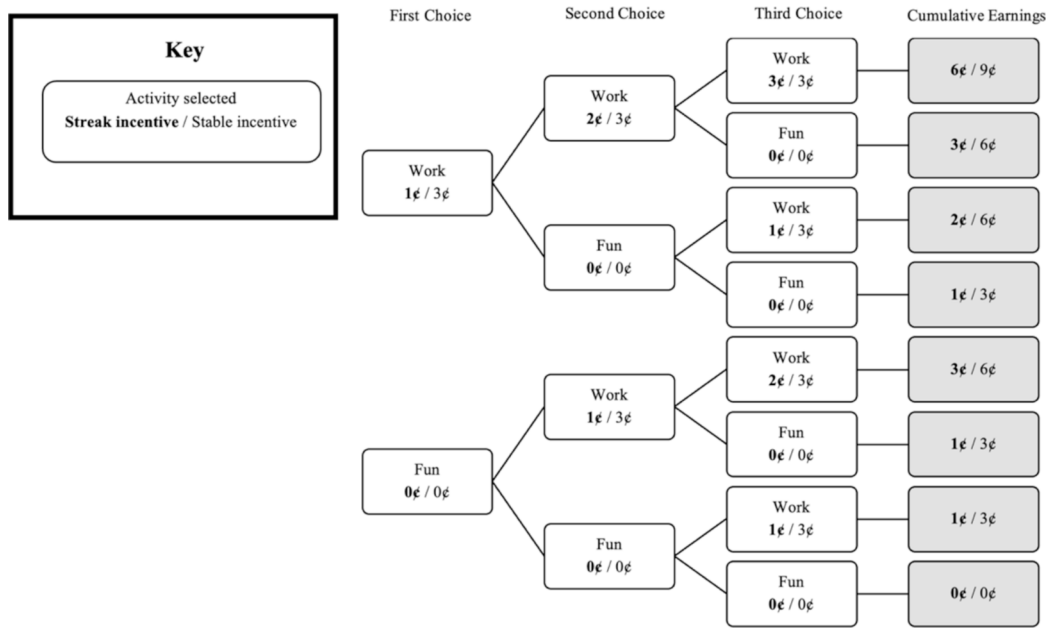 First Choice
Second Choice
Third Choice
Cumulative Earnings
Key
Activity selected
Streak incentive / Stable incentive
Work
1¢ / 3¢
Fun
0¢ / 0¢
Work
2¢ / 3¢
Fun
0¢ / 0¢
Work
1¢ / 3¢
Fun
0¢ / 0¢
Work
3¢ / 3¢
Fun
0¢ / 0¢
Work
1¢ / 3¢
Fun
0¢ / 0¢
Work
2¢ / 3¢
Fun
0¢ / 0¢
Work
1¢ / 3¢
Fun
0¢ / 0¢
6¢ / 9¢
3¢ / 6¢
2¢ / 6¢
1¢ / 3¢
3¢ / 6¢
1¢ / 3¢
1¢ / 3¢
0¢ / 0¢